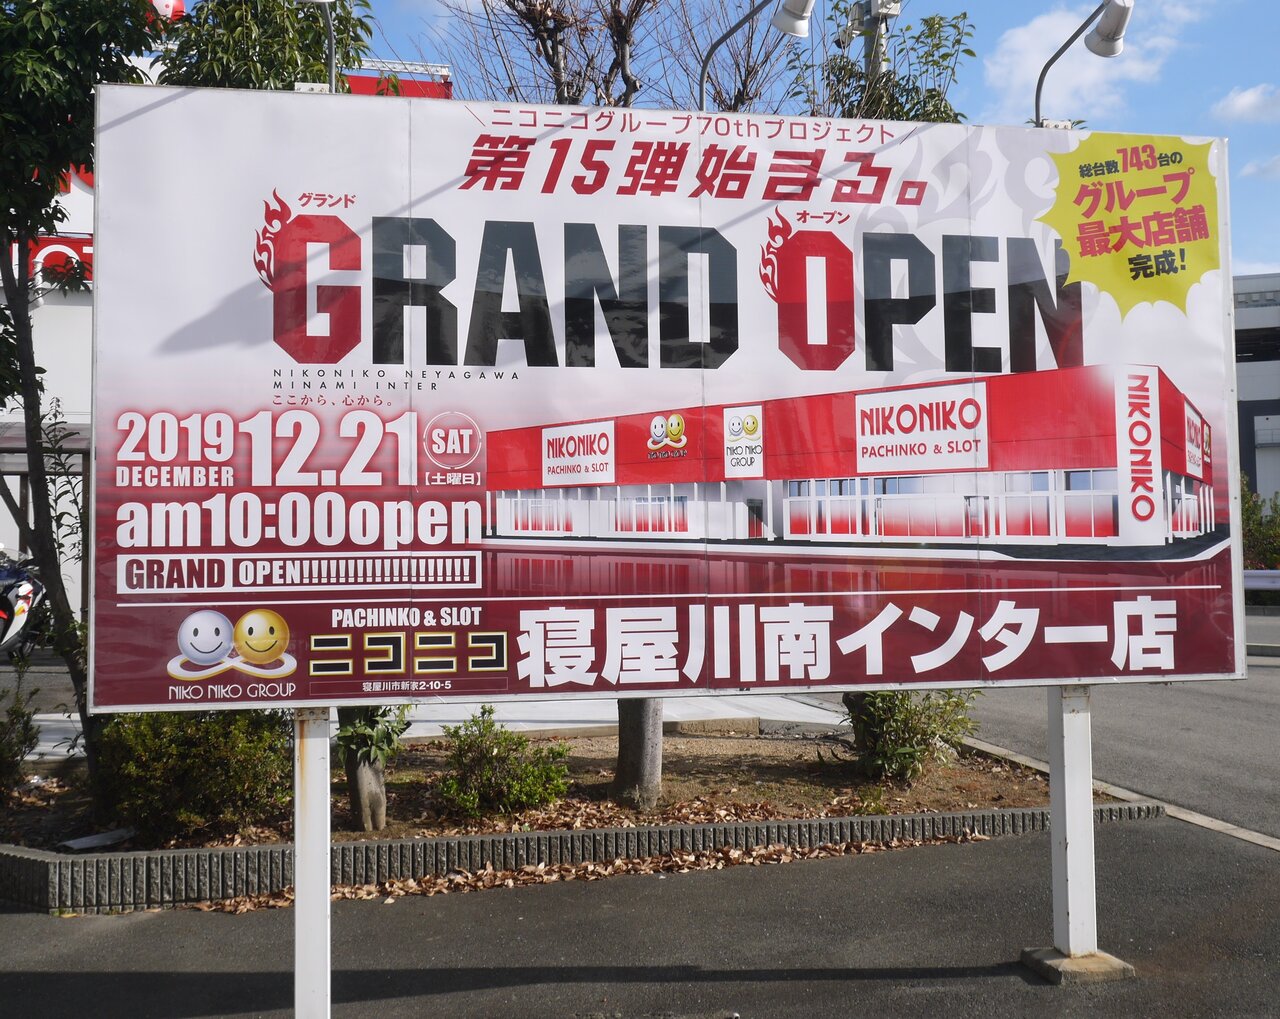 ニコニコグループ70thプロジェクト
第15弾始まる。
総台数743台の
グループ
最大店舗
完成!
グランド
オープン
GRAND OPEN
NIKONIKO NEYAGAWA
MINAMI INTER
ここから、心から。
2019
DECEMBER
12.21
SAT
【土曜日】
am10:00open
GRAND OPEN!!!!!!!!!!!!!!!!!!!!
NIKONIKO
PACHINKO & SLOT
NIKO NIKO
GROUP
NIKONIKO
PACHINKO & SLOT
NIKONIKO
NIKO NIKO GROUP
PACHINKO & SLOT
ニコニコ
寝屋川市新家2-10-5
寝屋川南インター店